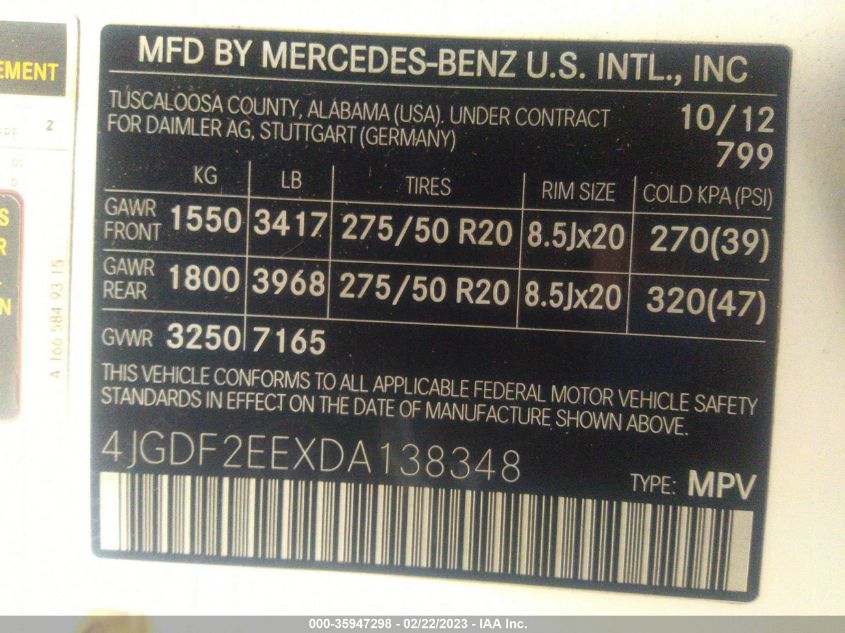 EMENT
2
S
R
N
A 166 584 93 15
MFD BY MERCEDES-BENZ U.S. INTL., INC
TUSCALOOSA COUNTY, ALABAMA (USA). UNDER CONTRACT
FOR DAIMLER AG, STUTTGART (GERMANY)
10/12
799
KG LB TIRES RIM SIZE COLD KPA (PSI)
GAWR FRONT 1550 3417 275/50 R20 8.5Jx20 270(39)
GAWR REAR 1800 3968 275/50 R20 8.5Jx20 320(47)
GVWR 3250 7165
THIS VEHICLE CONFORMS TO ALL APPLICABLE FEDERAL MOTOR VEHICLE SAFETY
STANDARDS IN EFFECT ON THE DATE OF MANUFACTURE SHOWN ABOVE.
4JGDF2EEXDA138348
TYPE: MPV
000-35947298 - 02/22/2023 - IAA Inc.